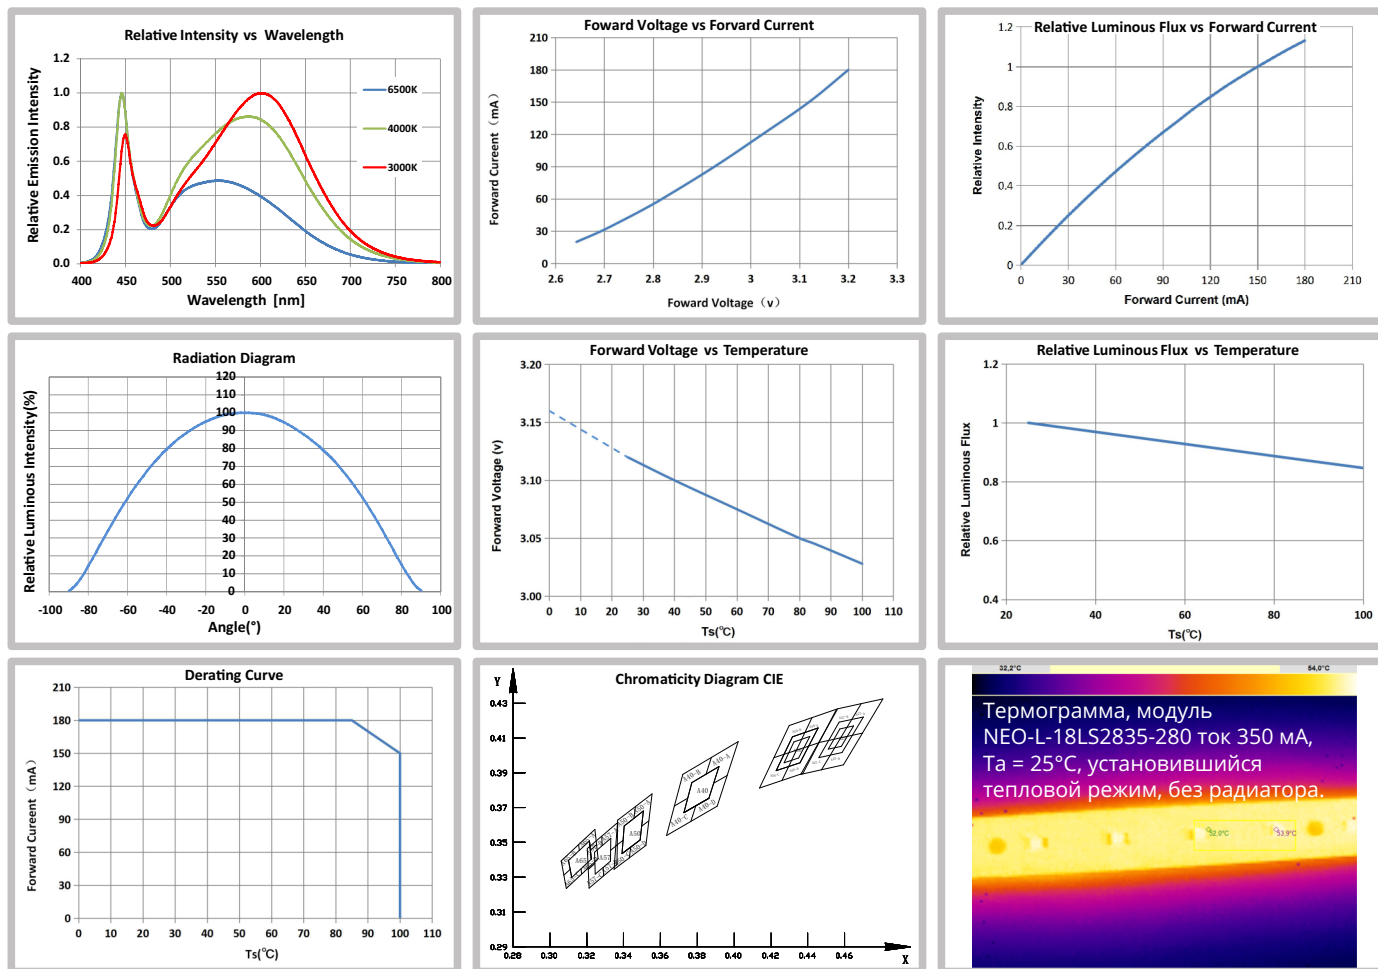 Relative Intensity vs Wavelength
Relative Emission Intensity
1.2
1.0
0.8
0.6
0.4
0.2
0.0
6500K
4000K
3000K
400 450 500 550 600 650 700 750 800
Wavelength [nm]
Foward Voltage vs Forvard Current
Forward Cureent (mA)
210
180
150
120
90
60
30
0
2.6 2.7 2.8 2.9 3 3.1 3.2 3.3
Foward Voltage (v)
Relative Luminous Flux vs Forward Current
Relative Intensity
1.2
1
0.8
0.6
0.4
0.2
0
0 30 60 90 120 150 180 210
Forward Current (mA)
Radiation Diagram
Relative Luminous Intensity(%)
120
110
100
90
80
70
60
50
40
30
20
10
0
-100 -80 -60 -40 -20 0 20 40 60 80 100
Angle(°)
Forward Voltage vs Temperature
Forward Voltage (v)
3.20
3.15
3.10
3.05
3.00
0 10 20 30 40 50 60 70 80 90 100 110
Ts(℃)
Relative Luminous Flux vs Temperature
Relative Luminous Flux
1.2
1
0.8
0.6
0.4
20 40 60 80 100
Ts(℃)
Derating Curve
Forward Cureent (mA)
210
180
150
120
90
60
30
0
0 10 20 30 40 50 60 70 80 90 100 110
Ts(℃)
Chromaticity Diagram CIE
Y
0.43
0.41
0.39
0.37
0.35
0.33
0.31
0.29
A40-B
A40-A
A40
A40-C
A40-D
A50
A57
A65
0.28 0.30 0.32 0.34 0.36 0.38 0.40 0.42 0.44 0.46
X
32,2°C 54,0°C
Термограмма, модуль
NEO-L-18LS2835-280 ток 350 мА,
Ta = 25°C, установившийся
тепловой режим, без радиатора.
52.0°C
53.9°C